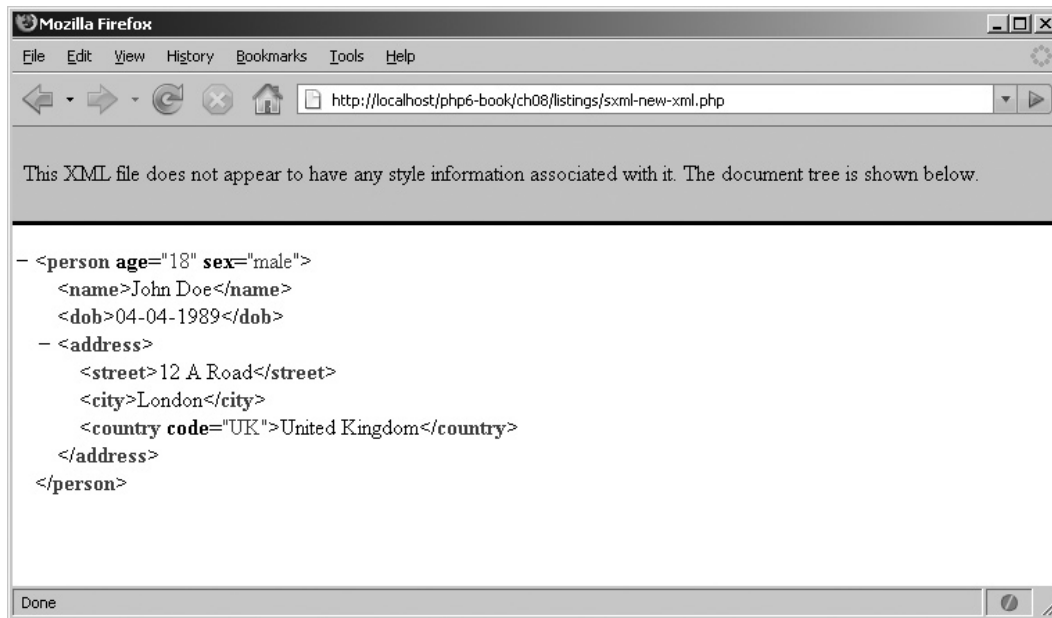 Mozilla Firefox
File Edit View History Bookmarks Tools Help
http://localhost/php6-book/ch08/listings/sxml-new-xml.php
This XML file does not appear to have any style information associated with it. The document tree is shown below.
− <person age="18" sex="male">
<name>John Doe</name>
<dob>04-04-1989</dob>
− <address>
<street>12 A Road</street>
<city>London</city>
<country code="UK">United Kingdom</country>
</address>
</person>
Done